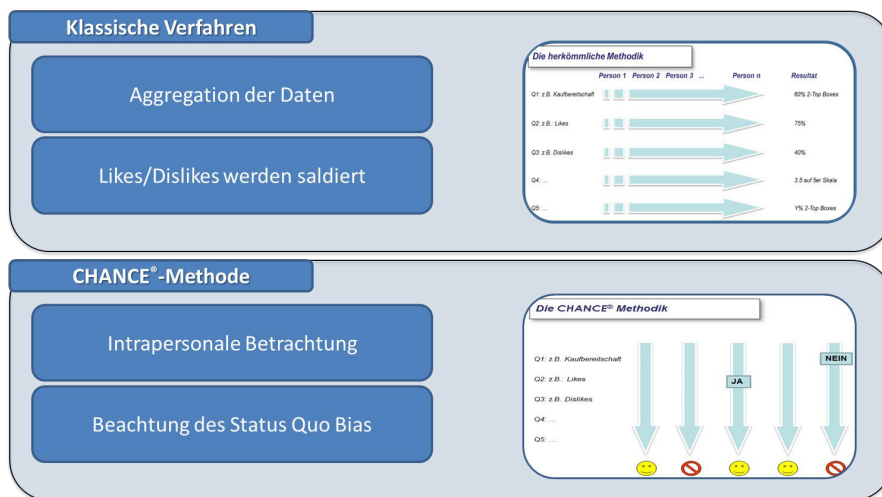 Klassische Verfahren
Aggregation der Daten
Likes/Dislikes werden saldiert
Die herkömmliche Methodik
Person 1 Person 2 Person 3 ... Person n Resultat
Q1: z.B. Kaufbereitschaft 60% 2-Top Boxes
Q2: z.B.: Likes 75%
Q3: z.B. Dislikes 40%
Q4: ... 3,5 auf 5er Skala
Q5: ... Y% 2-Top Boxes
CHANCE®-Methode
Intrapersonale Betrachtung
Beachtung des Status Quo Bias
Die CHANCE® Methodik
Q1: z.B. Kaufbereitschaft NEIN
Q2: z.B.: Likes JA
Q3: z.B. Dislikes
Q4: ...
Q5: ...